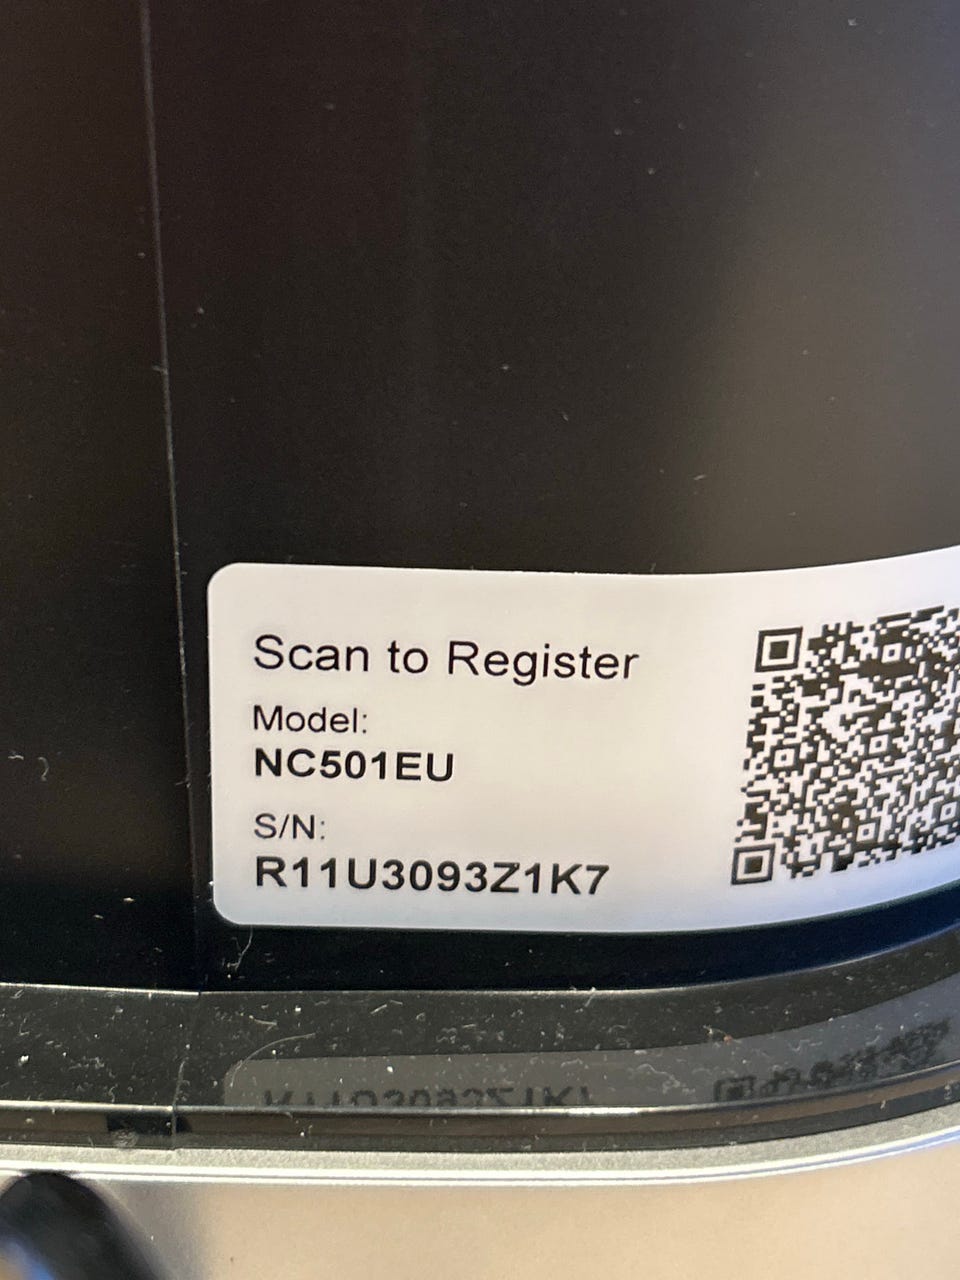 Scan to Register
Model:
NC501EU
S/N:
R11U3093Z1K7